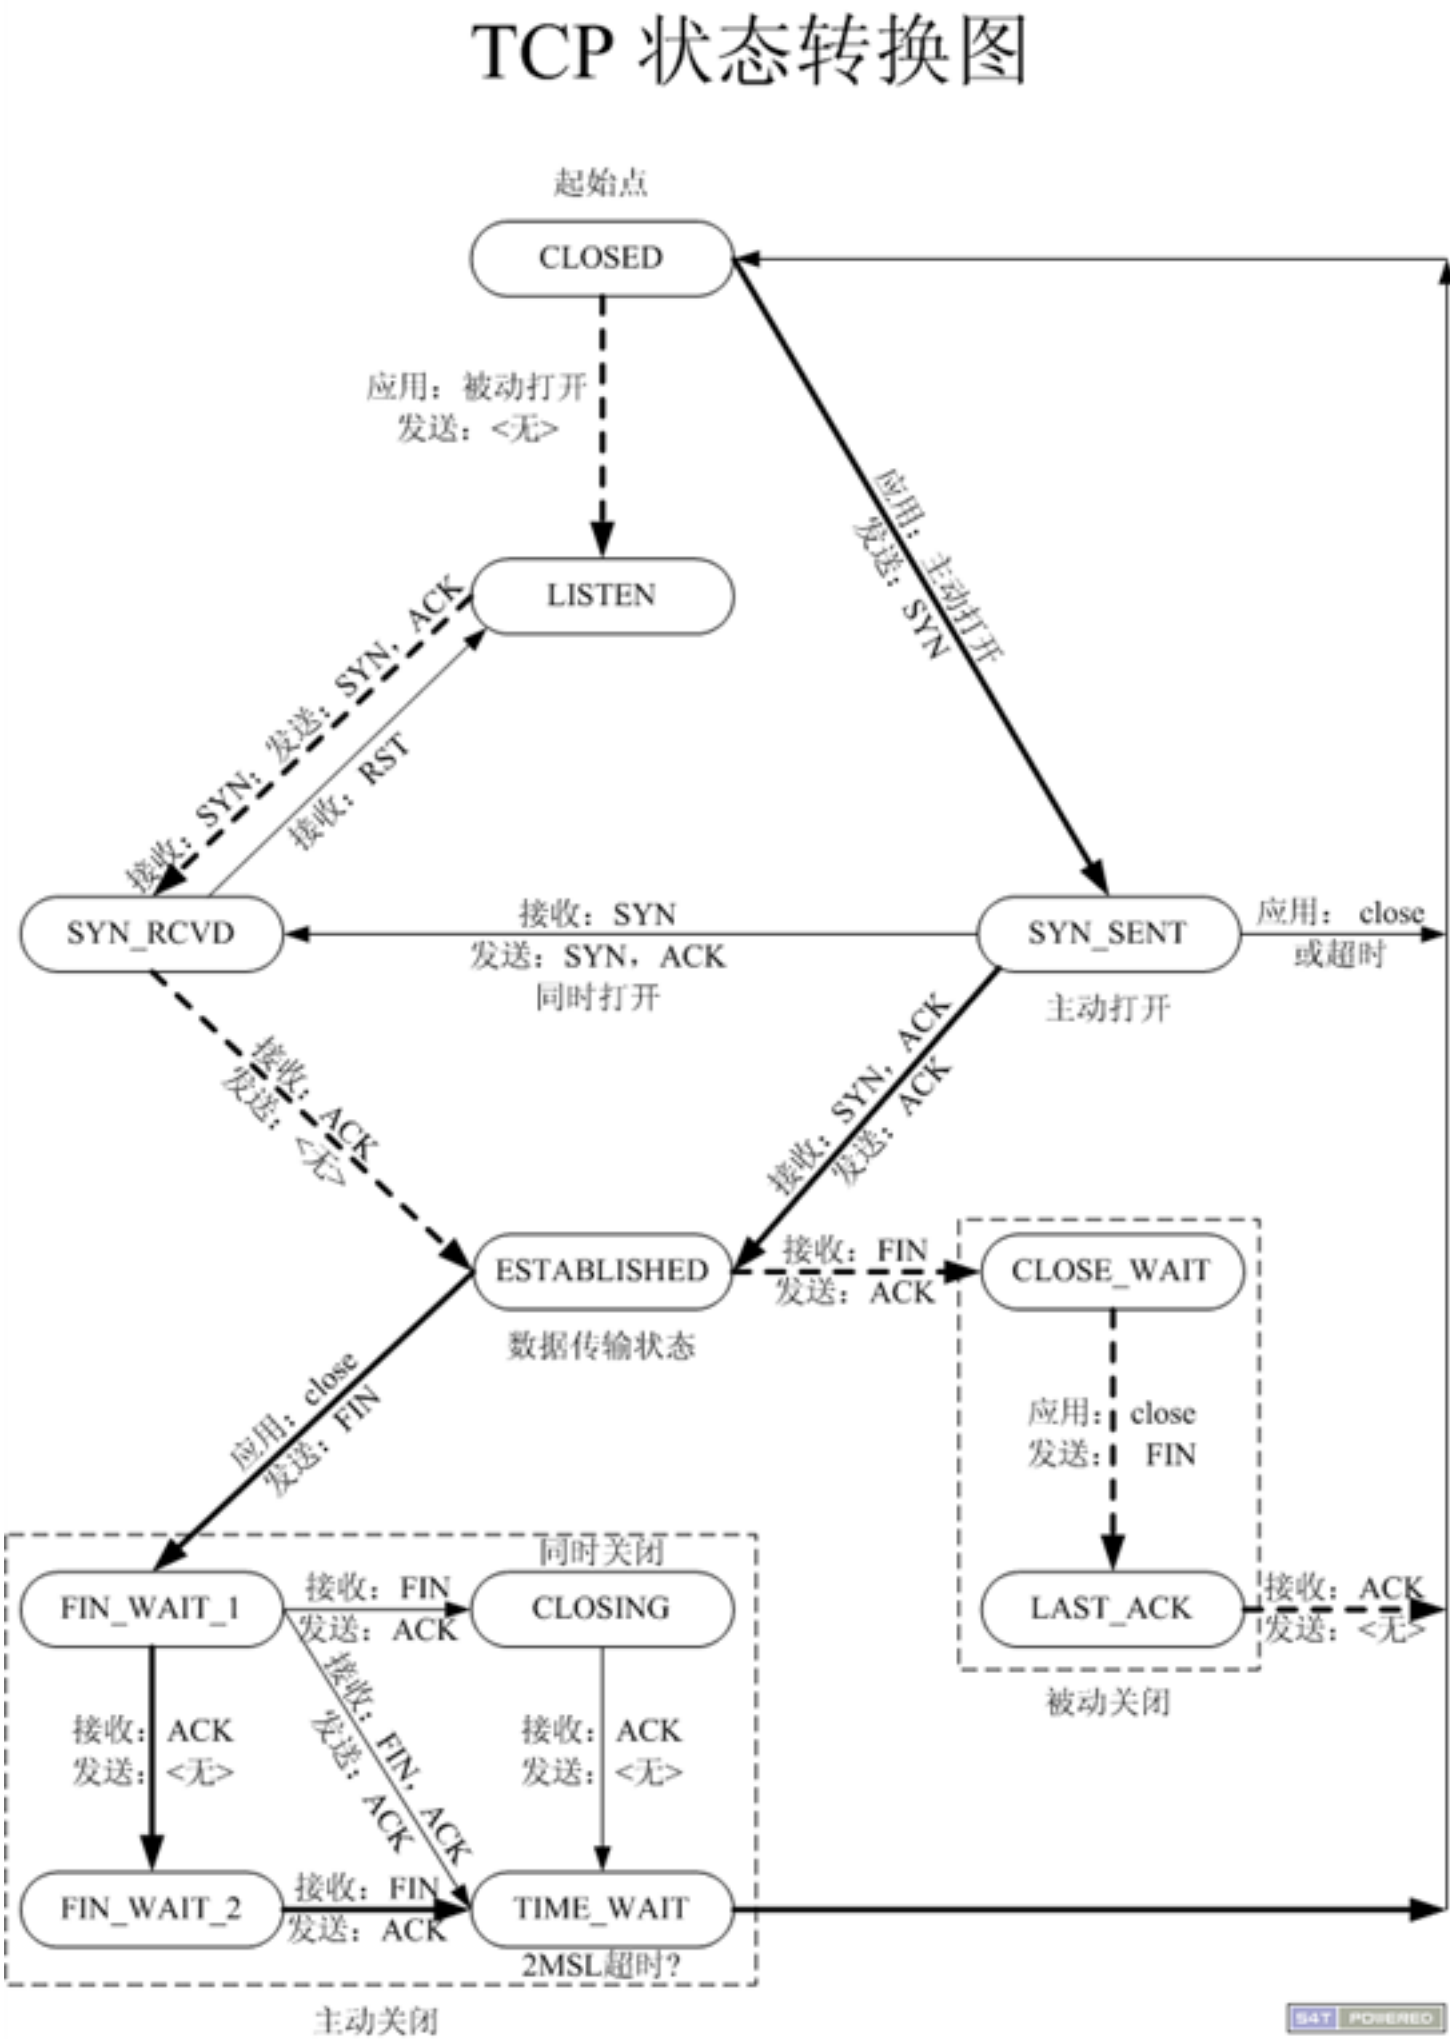 TCP 状态转换图
起始点
CLOSED
应用：被动打开
发送：<无>
应用：主动打开
发送：SYN
LISTEN
接收：SYN；发送：SYN，ACK
接收：RST
SYN_RCVD
接收：SYN
发送：SYN，ACK
同时打开
SYN_SENT
主动打开
应用： close
或超时
接收：ACK
发送：<无>
接收：SYN，ACK
发送：ACK
ESTABLISHED
数据传输状态
接收：FIN
发送：ACK
CLOSE_WAIT
应用： close
发送： FIN
LAST_ACK
接收：ACK
发送：<无>
被动关闭
应用：close
发送：FIN
同时关闭
FIN_WAIT_1
接收：FIN
发送：ACK
CLOSING
接收： ACK
发送：<无>
接收：FIN，ACK
发送：ACK
接收： ACK
发送：<无>
FIN_WAIT_2
接收：FIN
发送：ACK
TIME_WAIT
2MSL超时?
主动关闭
S4T POWERED